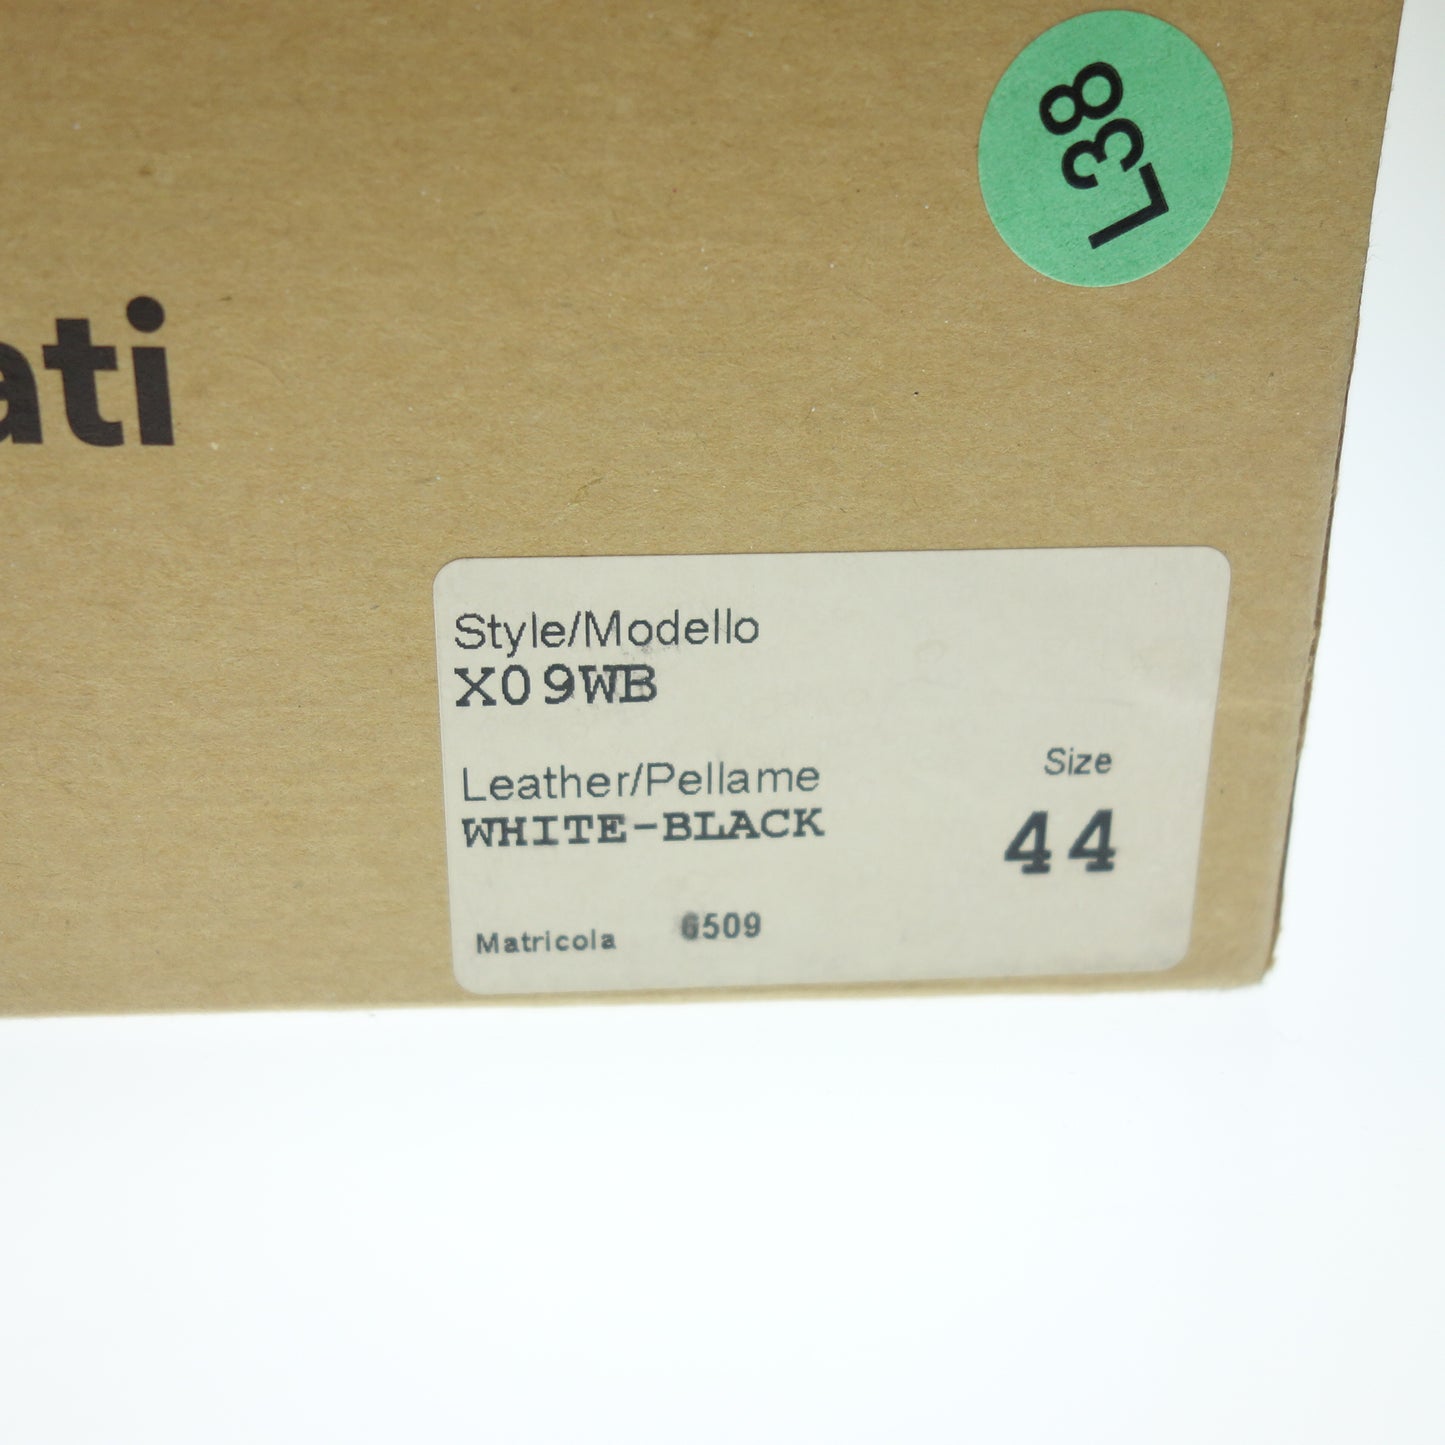 L38
ati
Style/Modello
X09WB
Leather/Pellame
WHITE-BLACK
Size
44
Matricola 6509